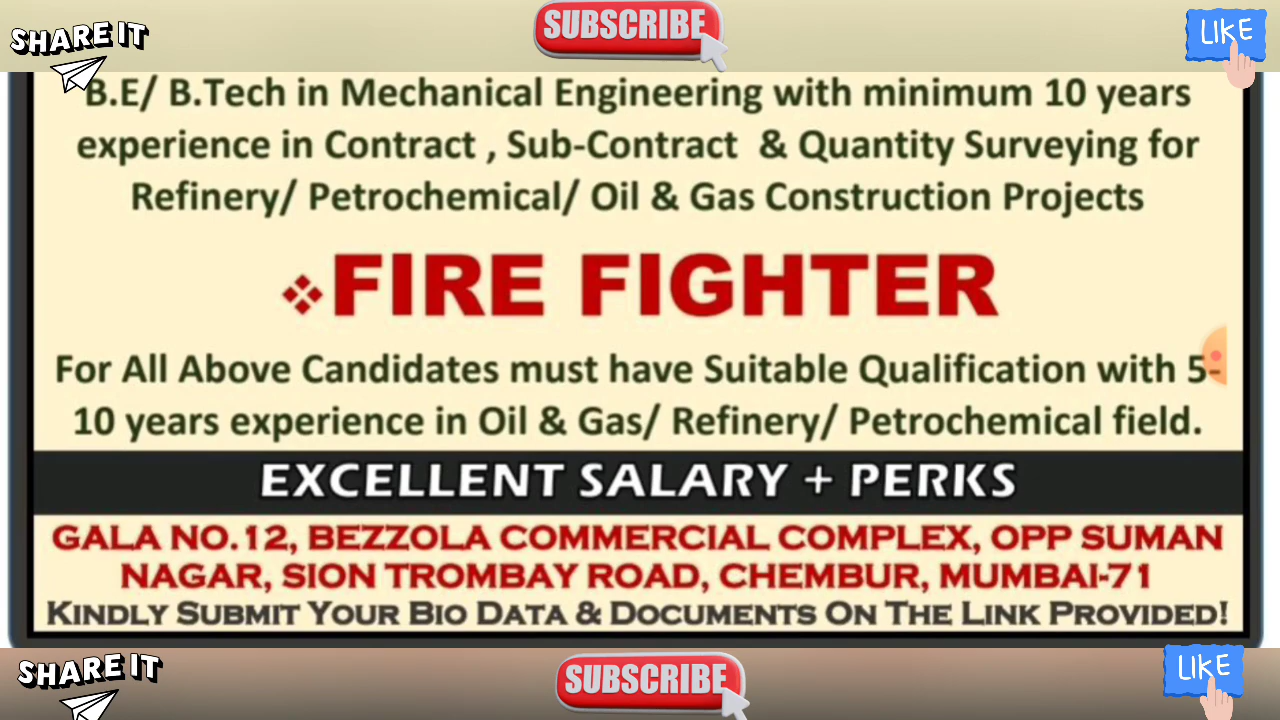 SHARE IT
SUBSCRIBE
LIKE
B.E/ B.Tech in Mechanical Engineering with minimum 10 years
experience in Contract , Sub-Contract & Quantity Surveying for
Refinery/ Petrochemical/ Oil & Gas Construction Projects
❖FIRE FIGHTER
For All Above Candidates must have Suitable Qualification with 5-
10 years experience in Oil & Gas/ Refinery/ Petrochemical field.
EXCELLENT SALARY + PERKS
GALA NO.12, BEZZOLA COMMERCIAL COMPLEX, OPP SUMAN
NAGAR, SION TROMBAY ROAD, CHEMBUR, MUMBAI-71
KINDLY SUBMIT YOUR BIO DATA & DOCUMENTS ON THE LINK PROVIDED!
SHARE IT
SUBSCRIBE
LIKE